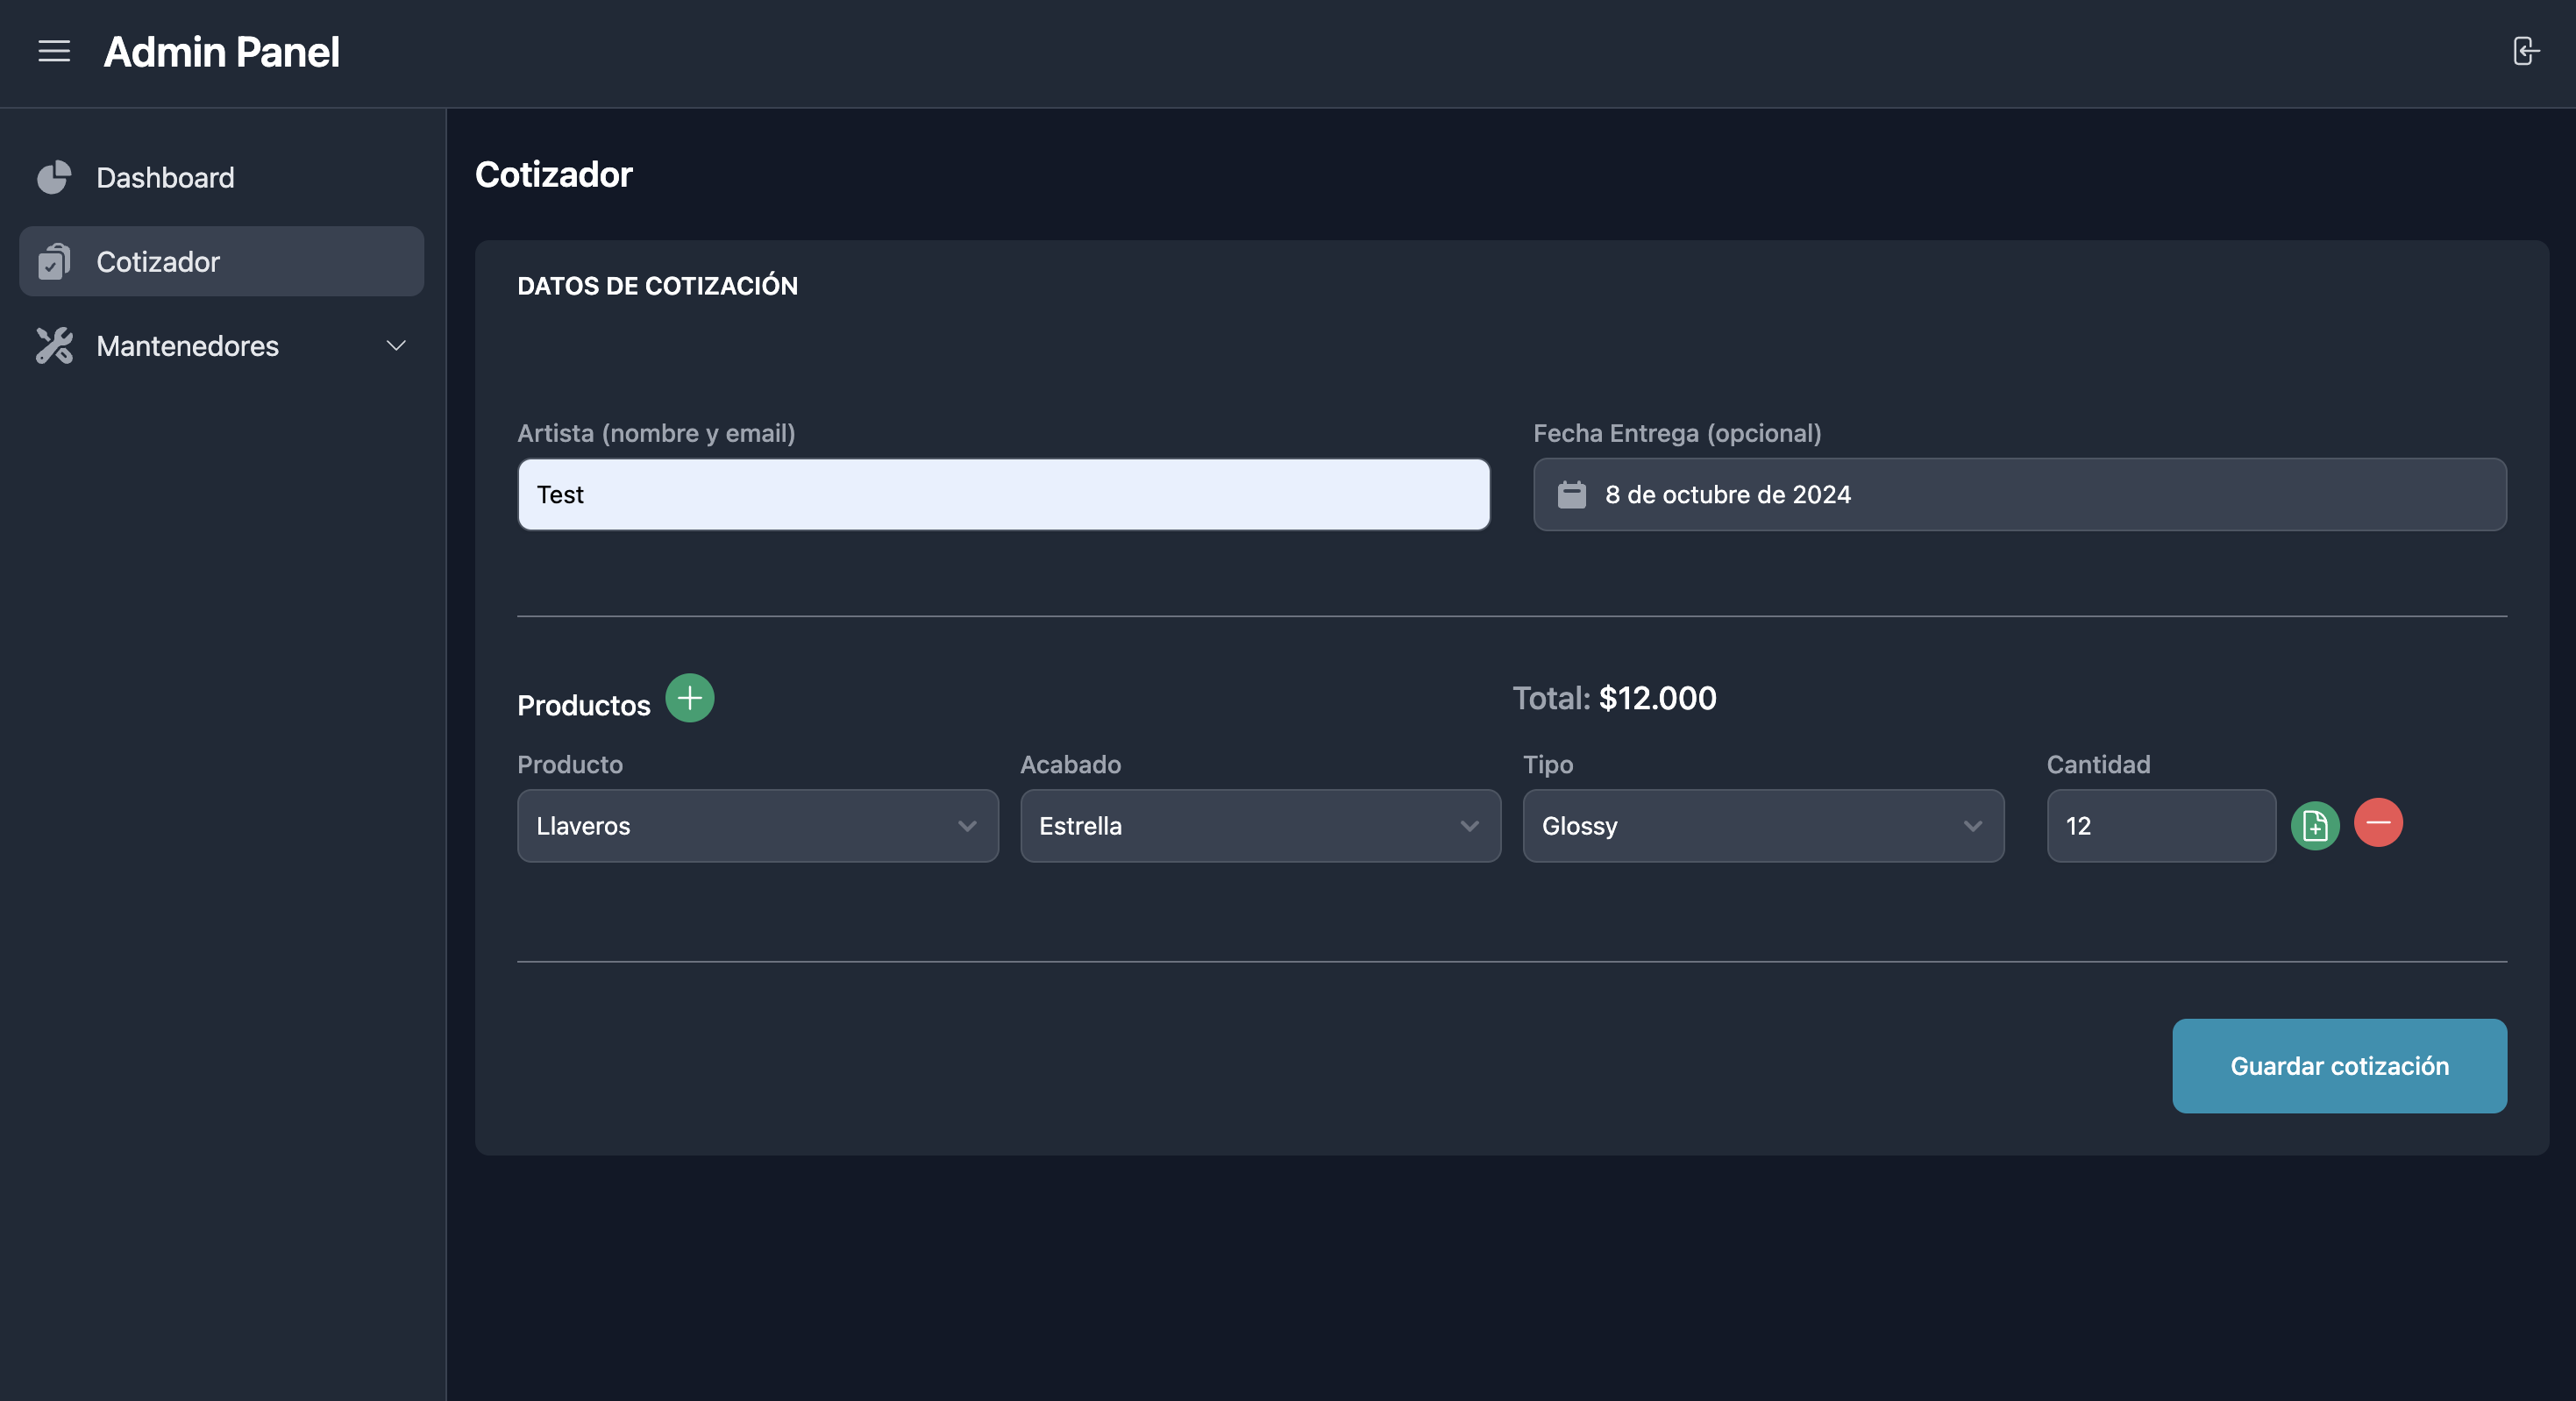 Admin Panel
Dashboard
Cotizador
Mantenedores
Cotizador
DATOS DE COTIZACIÓN
Artista (nombre y email)
Test
Fecha Entrega (opcional)
8 de octubre de 2024
Productos
Total: $12.000
Producto
Llaveros
Acabado
Estrella
Tipo
Glossy
Cantidad
12
Guardar cotización